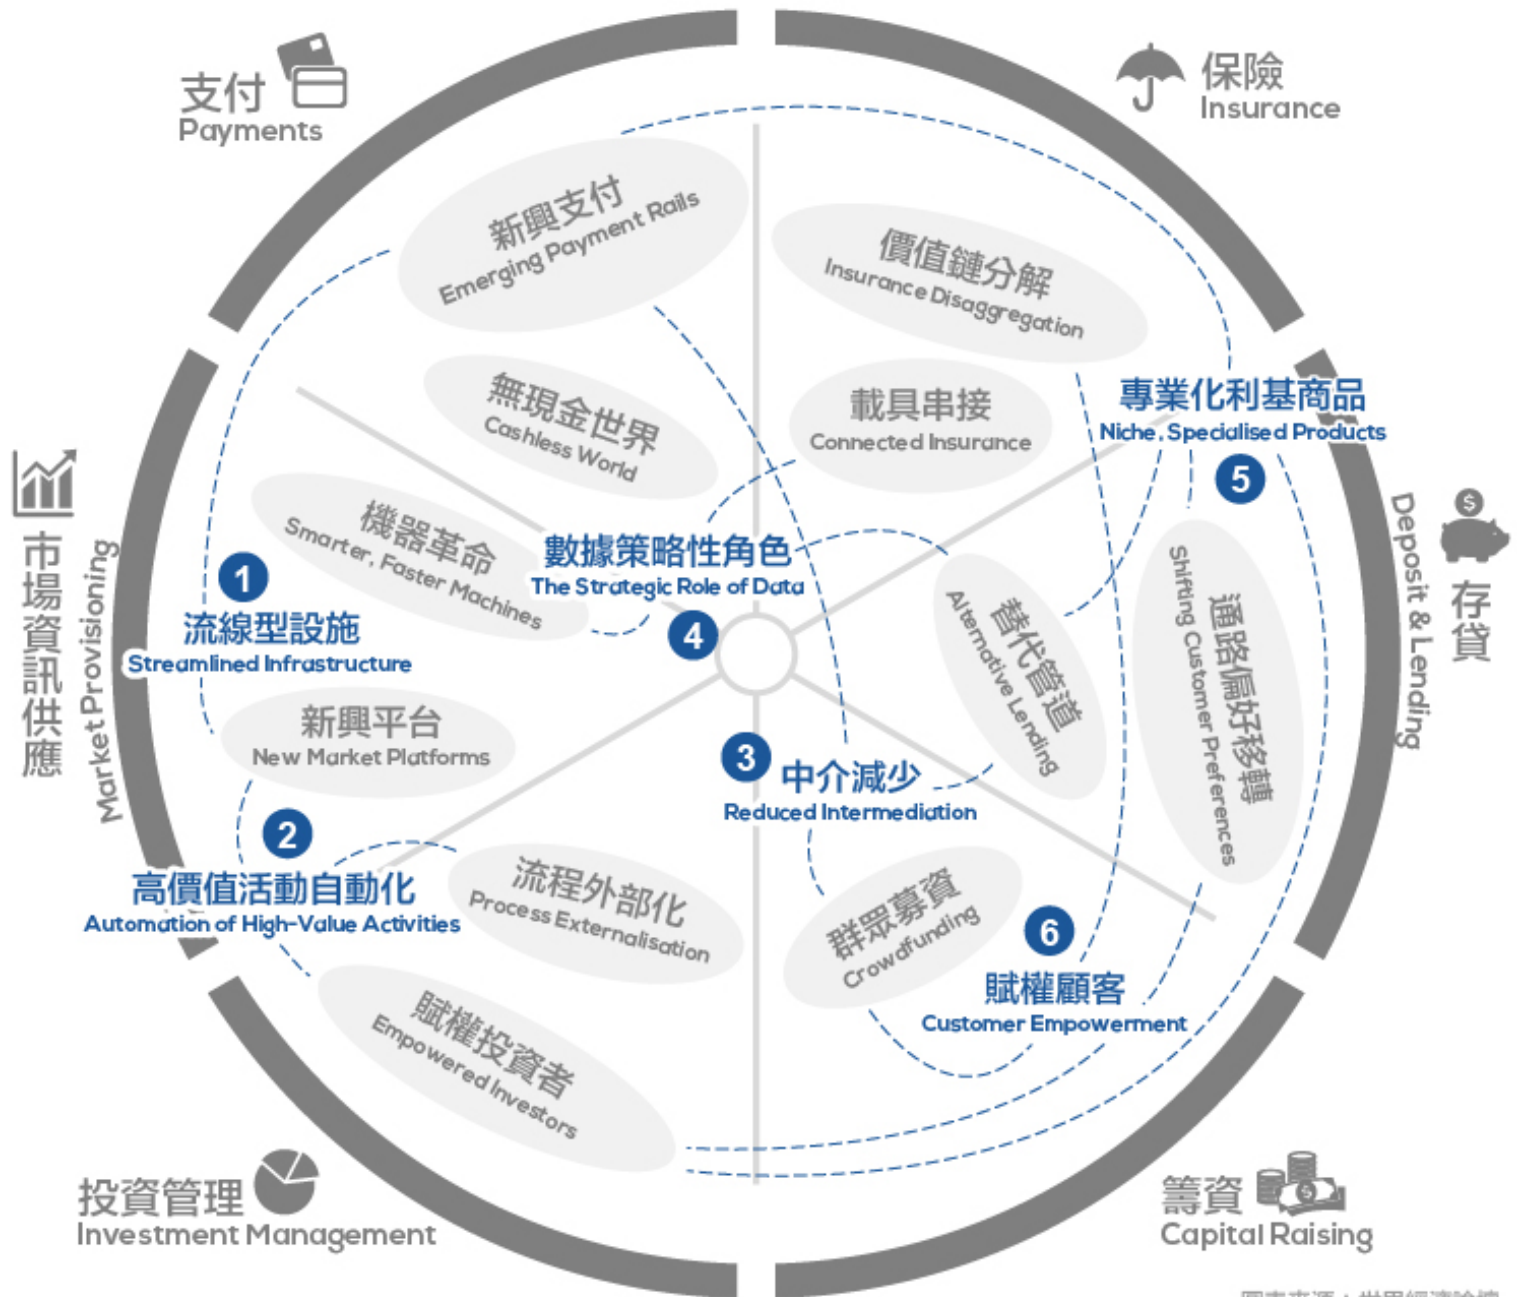 支付
Payments
保險
Insurance
新興支付
Emerging Payment Rails
價值鏈分解
Insurance Disaggregation
無現金世界
Cashless World
載具串接
Connected Insurance
專業化利基商品
Niche, Specialised Products
5
機器革命
Smarter, Faster Machines
數據策略性角色
The Strategic Role of Data
4
1
流線型設施
Streamlined Infrastructure
市場資訊供應
Market Provisioning
替代管道
Alternative Lending
通路偏好移轉
Shifting Customer Preferences
存貸
Deposit & Lending
新興平台
New Market Platforms
3
中介減少
Reduced Intermediation
2
高價值活動自動化
Automation of High-Value Activities
流程外部化
Process Externalisation
群眾募資
Crowdfunding
6
賦權顧客
Customer Empowerment
賦權投資者
Empowered Investors
投資管理
Investment Management
籌資
Capital Raising